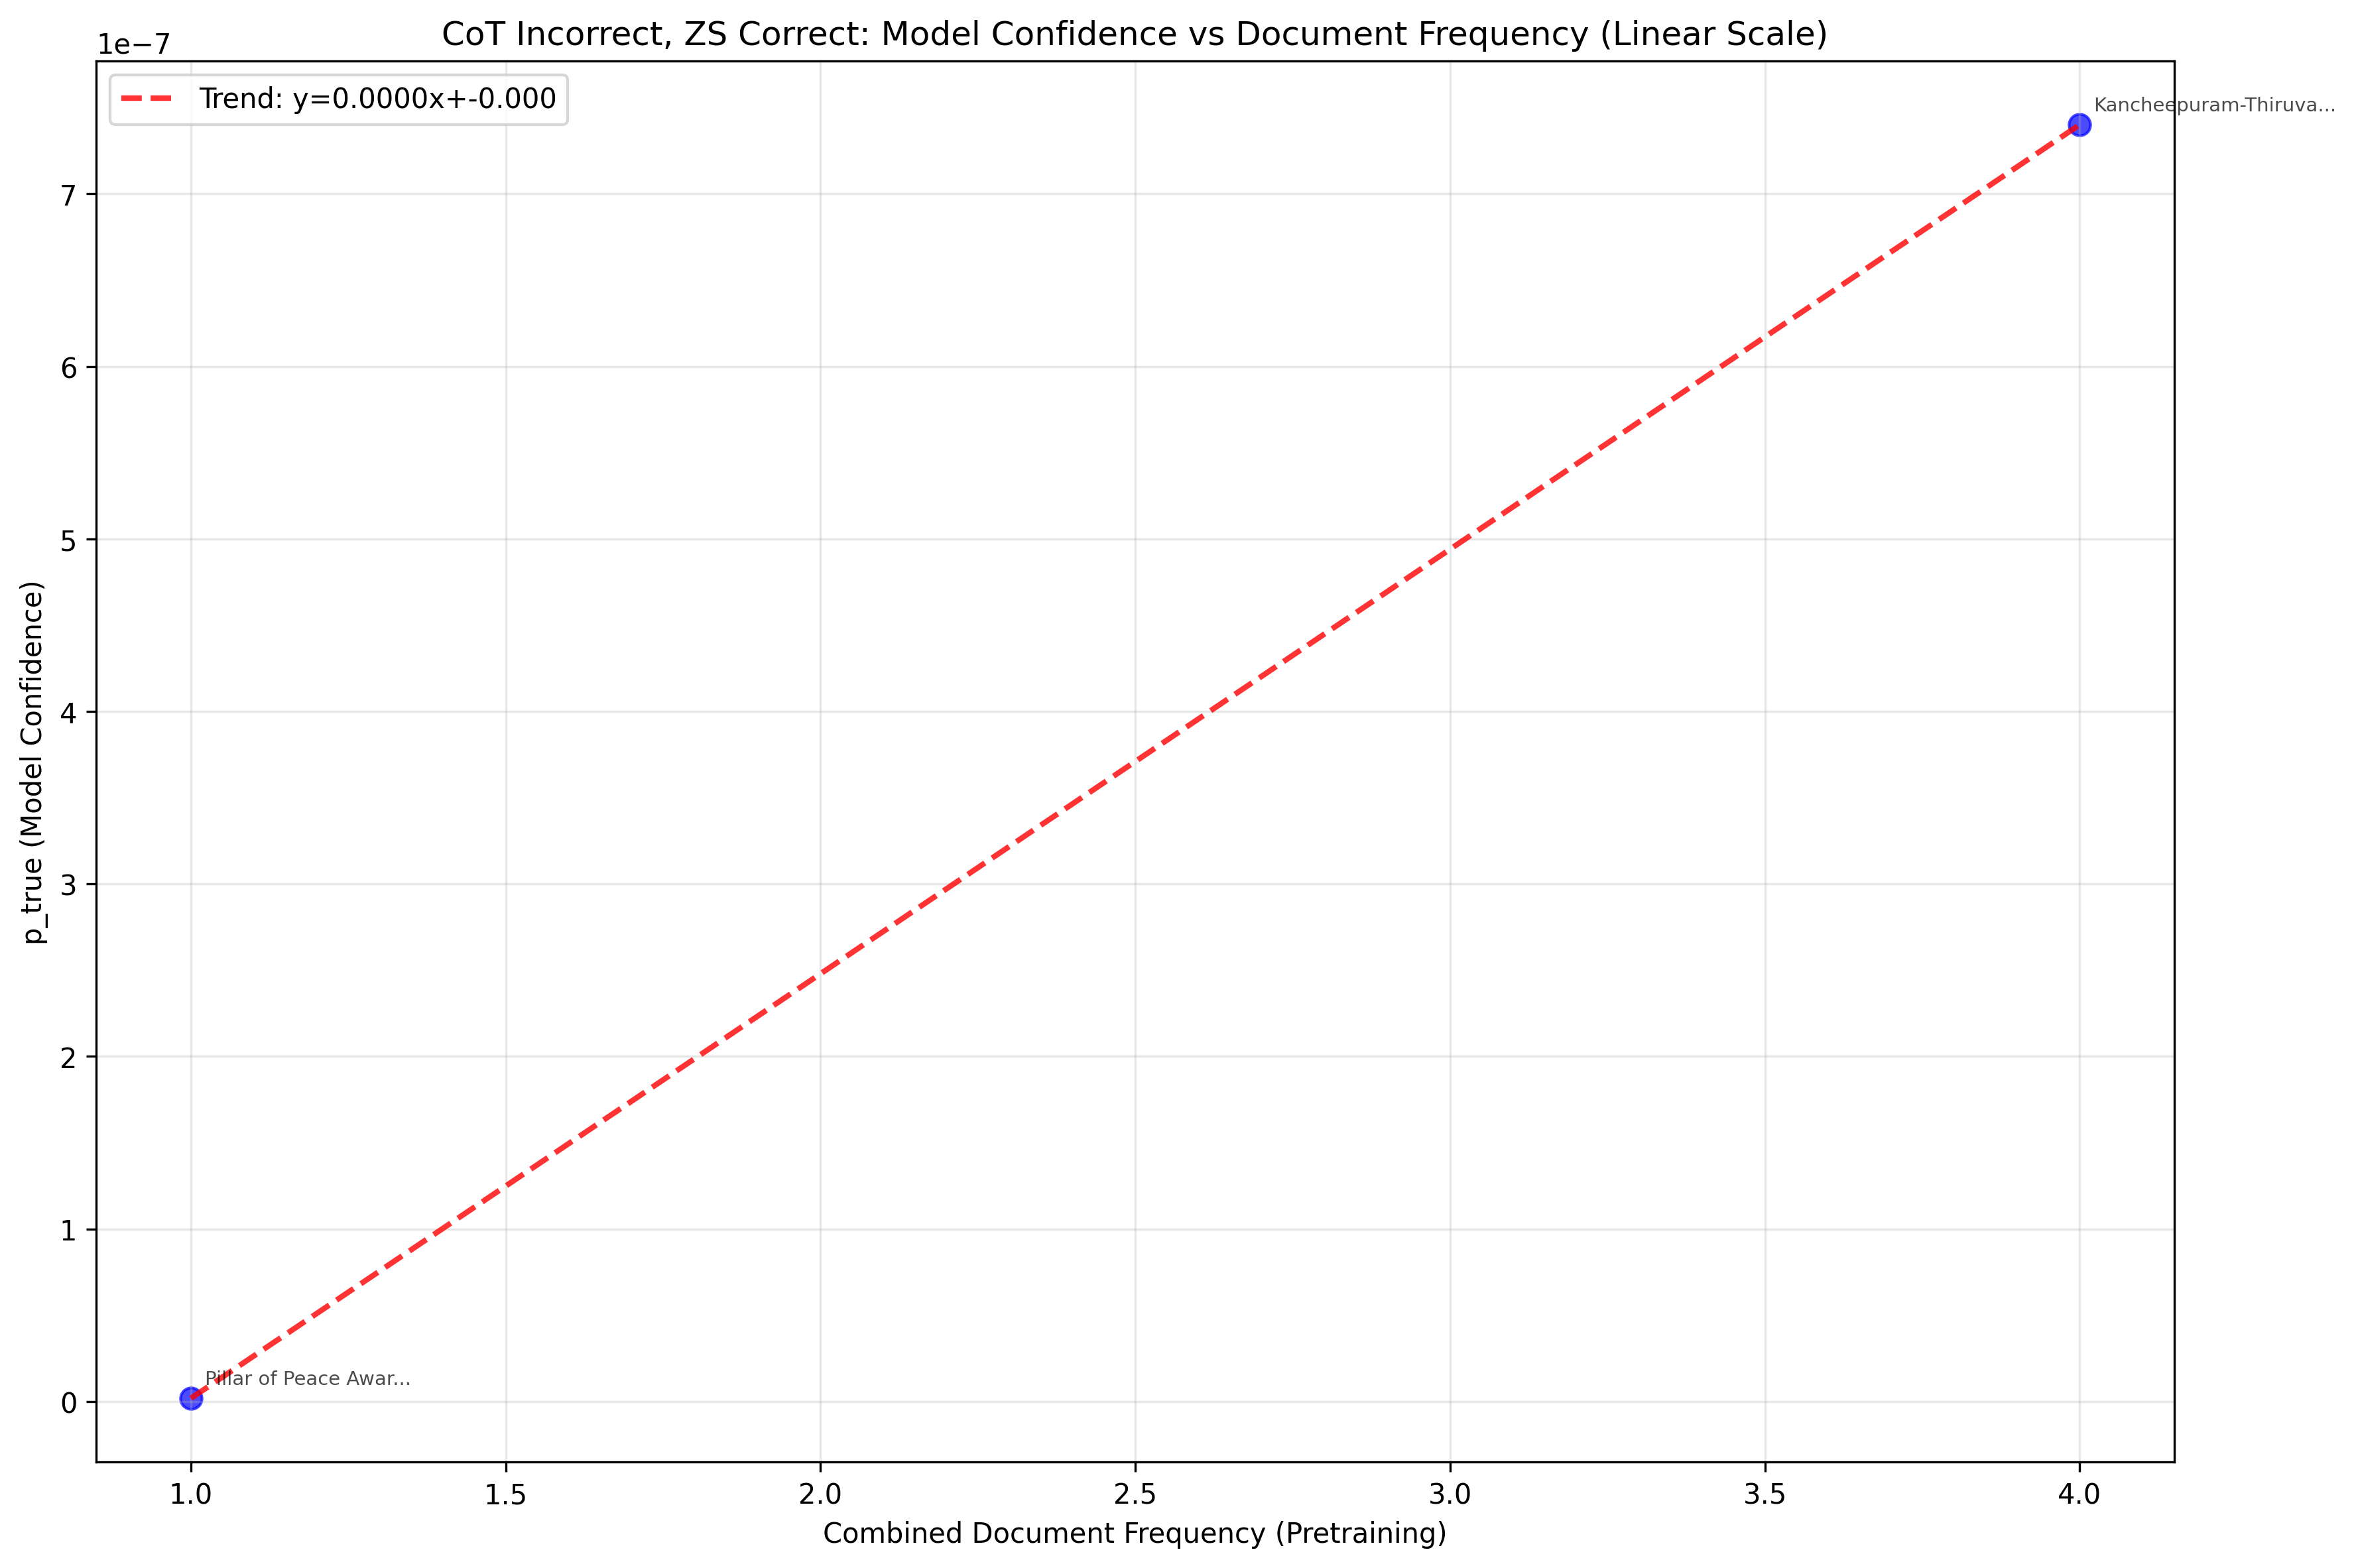 CoT Incorrect, ZS Correct: Model Confidence vs Document Frequency (Linear Scale)
1e−7
Trend: y=0.0000x+-0.000
Kancheepuram-Thiruva...
7
6
5
4
3
2
1
0
p_true (Model Confidence)
Pillar of Peace Awar...
1.0 1.5 2.0 2.5 3.0 3.5 4.0
Combined Document Frequency (Pretraining)